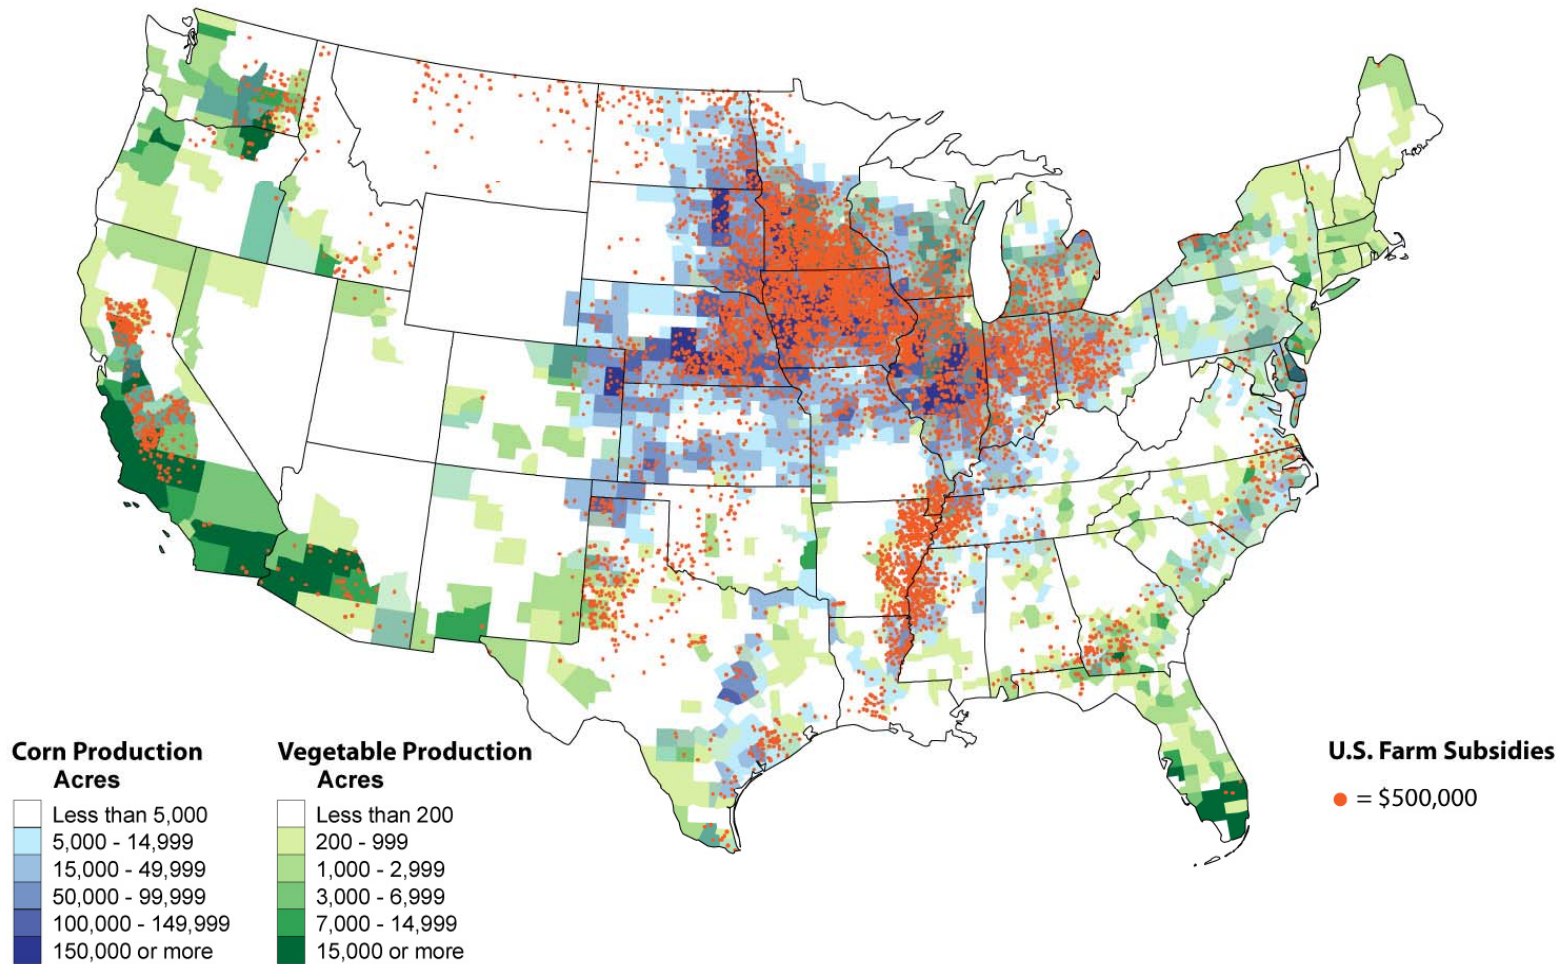 Corn Production
Acres
Less than 5,000
5,000 - 14,999
15,000 - 49,999
50,000 - 99,999
100,000 - 149,999
150,000 or more
Vegetable Production
Acres
Less than 200
200 - 999
1,000 - 2,999
3,000 - 6,999
7,000 - 14,999
15,000 or more
U.S. Farm Subsidies
= $500,000